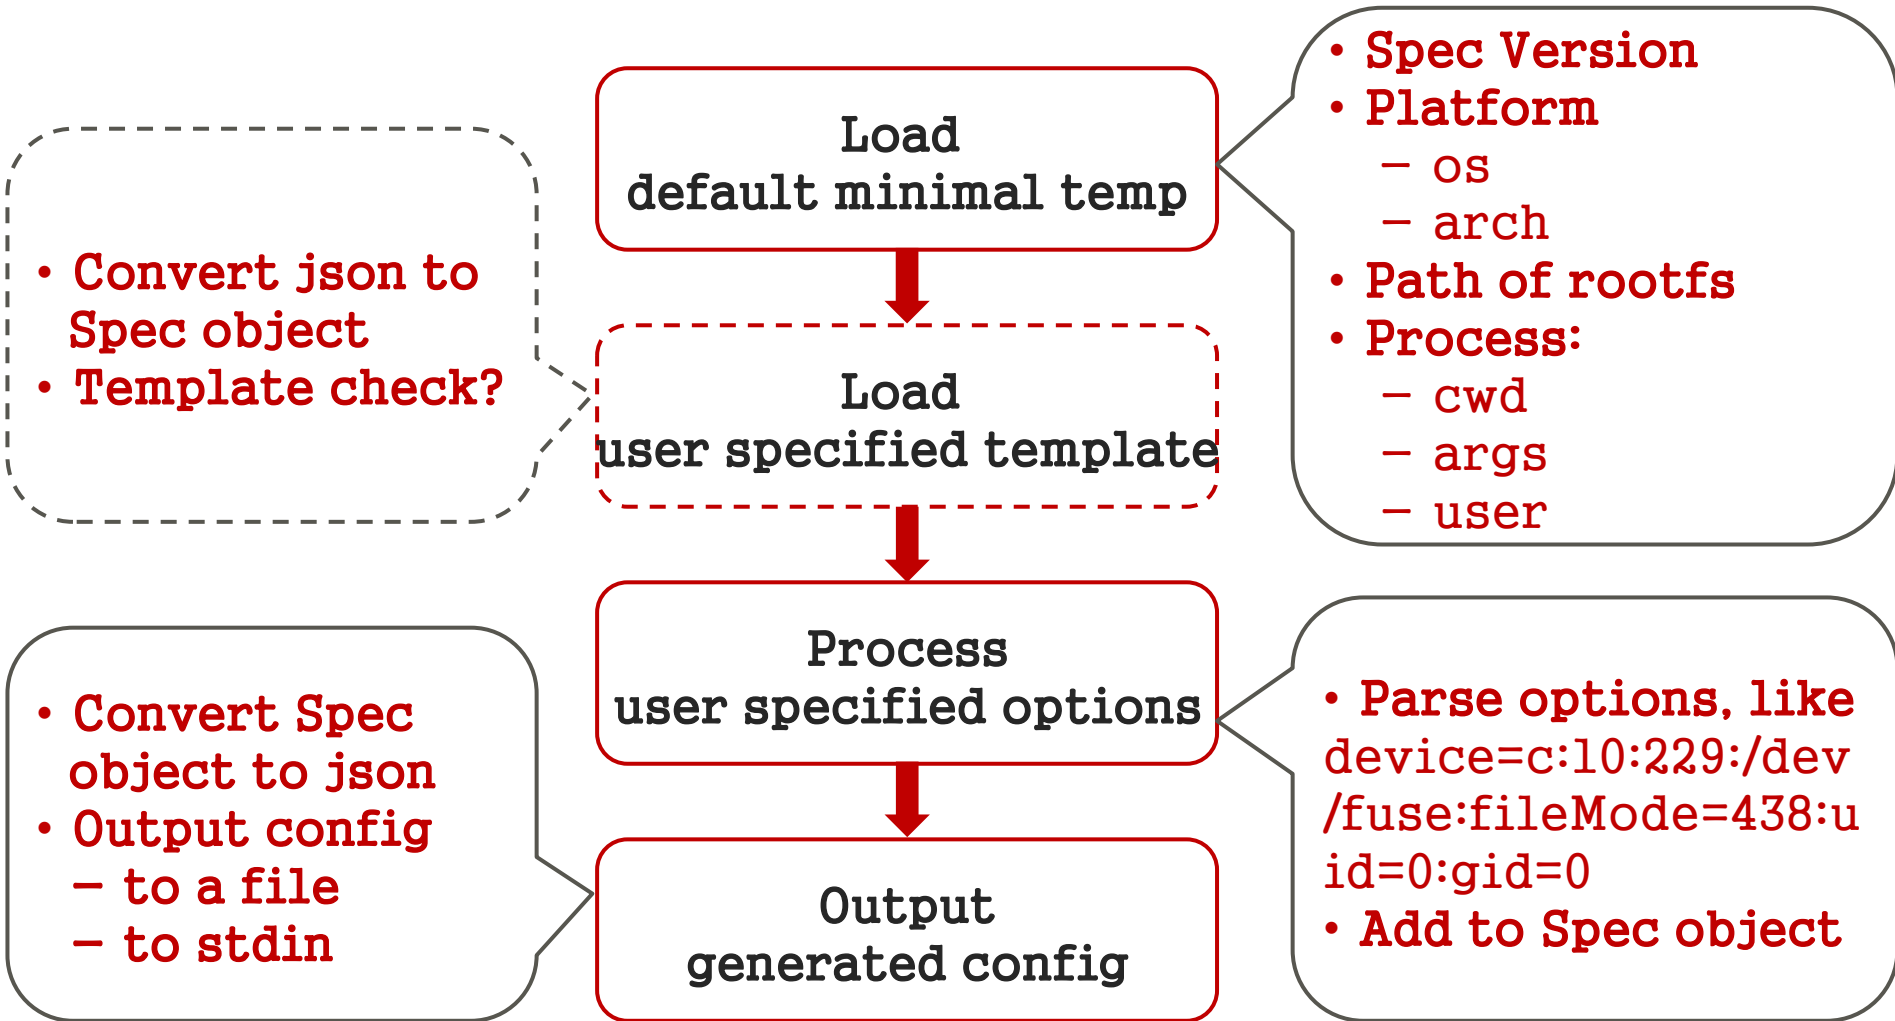 Load
default minimal temp
• Spec Version
• Platform
– os
– arch
• Path of rootfs
• Process:
– cwd
– args
– user
• Convert json to
Spec object
• Template check?
Load
user specified template
Process
user specified options
• Parse options, like
device=c:10:229:/dev
/fuse:fileMode=438:u
id=0:gid=0
• Add to Spec object
• Convert Spec
object to json
• Output config
– to a file
– to stdin
Output
generated config